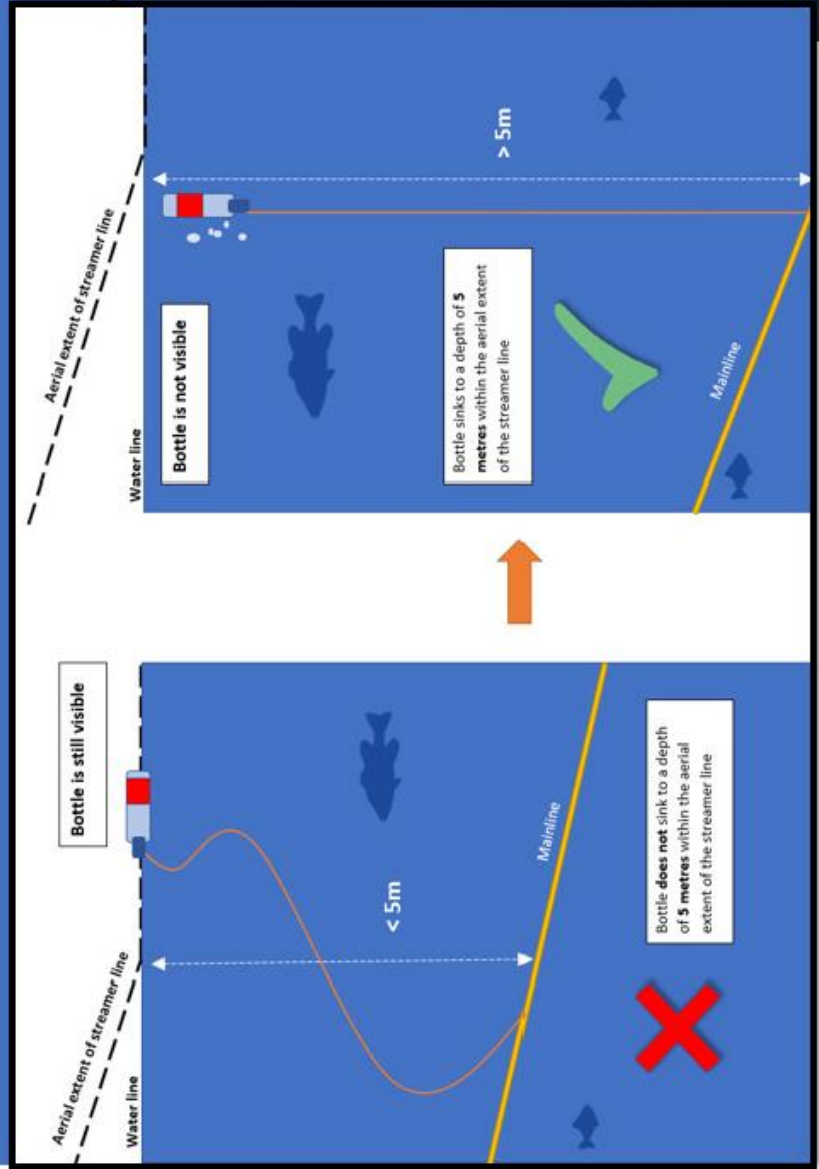 Bottle is still visible
Aerial extent of streamer line
Water line
< 5m
Mainline
Bottle does not sink to a depth
of 5 metres within the aerial
extent of the streamer line
Aerial extent of streamer line
Water line
Bottle is not visible
> 5m
Bottle sinks to a depth of 5
metres within the aerial extent
of the streamer line
Mainline